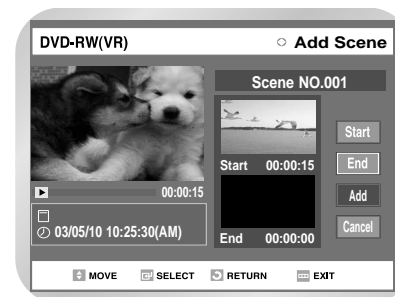 DVD-RW(VR)
Add Scene
Scene NO.001
Start 00:00:15
End 00:00:00
Start
End
Add
Cancel
00:00:15
03/05/10 10:25:30(AM)
MOVE SELECT RETURN EXIT